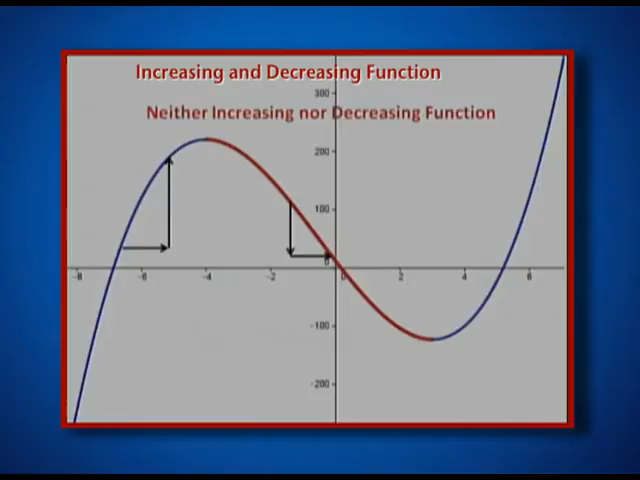 Increasing and Decreasing Function
300
Neither Increasing nor Decreasing Function
200
100
0
-8 -6 -4 -2 0 2 4 6
-100
-200